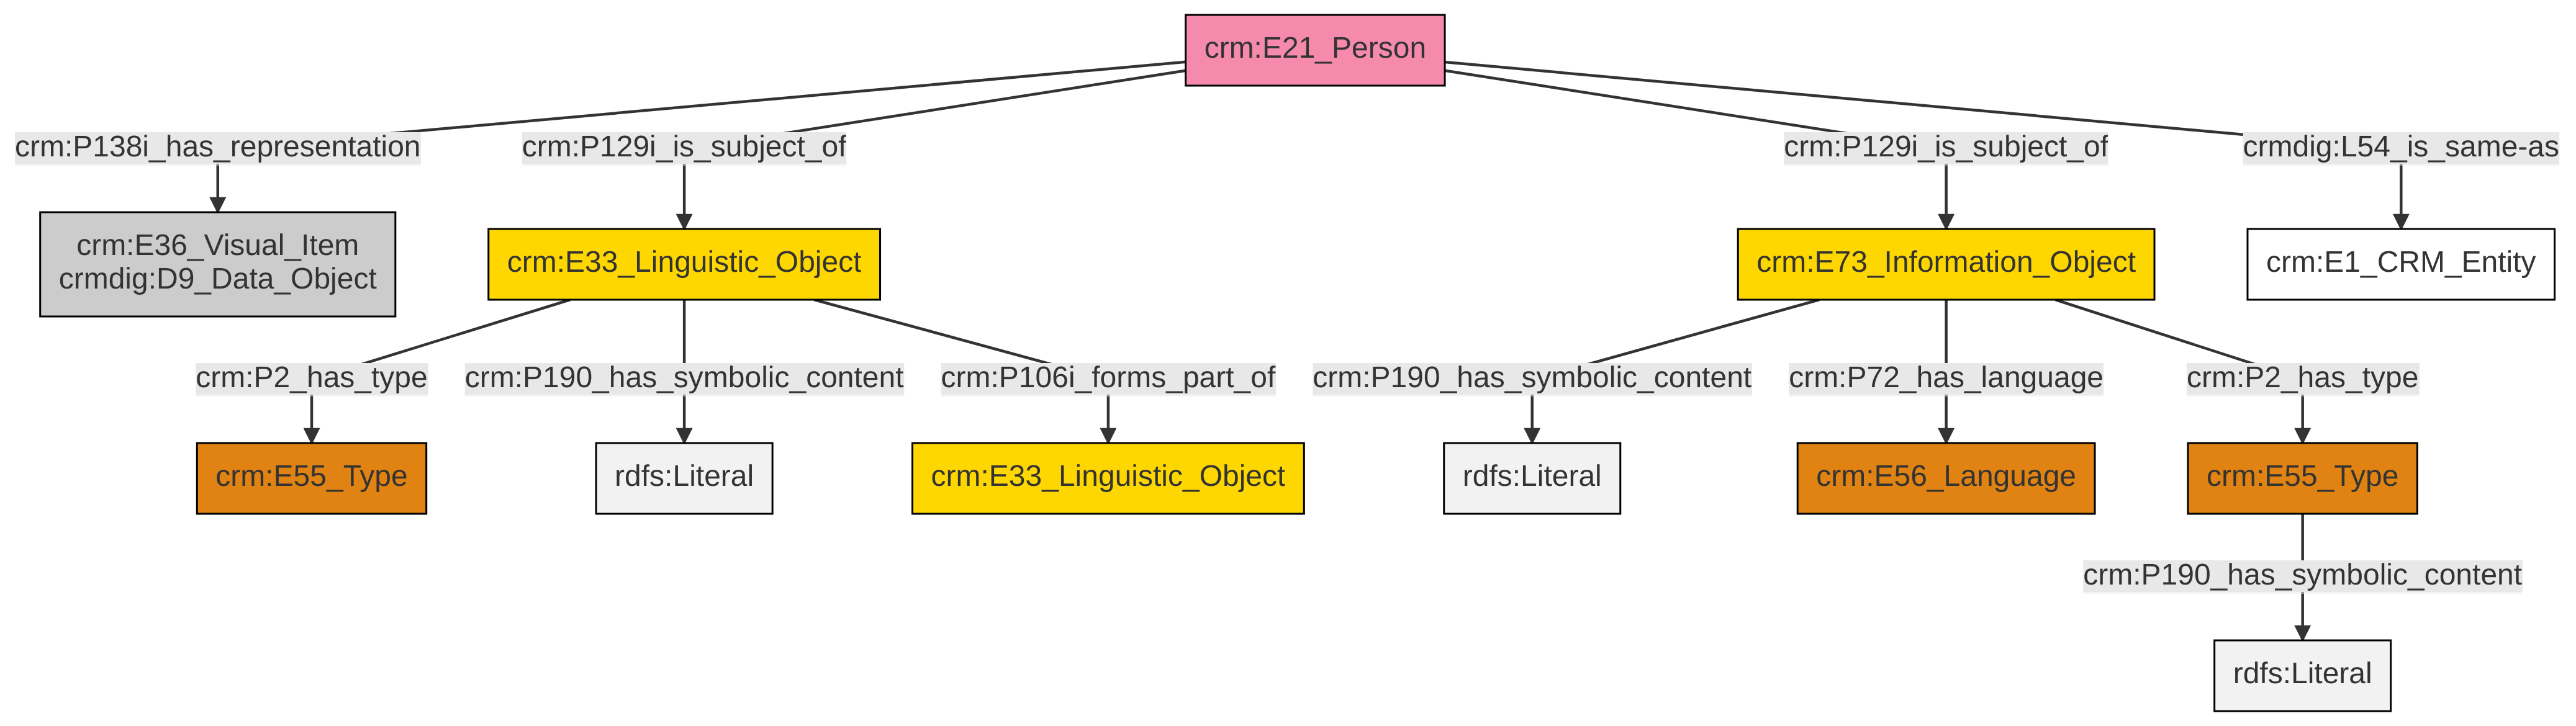 crm:E21_Person
crm:P138i_has_representation
crm:P129i_is_subject_of
crm:P129i_is_subject_of
crmdig:L54_is_same-as
crm:E36_Visual_Item
crmdig:D9_Data_Object
crm:E33_Linguistic_Object
crm:E73_Information_Object
crm:E1_CRM_Entity
crm:P2_has_type
crm:P190_has_symbolic_content
crm:P106i_forms_part_of
crm:P190_has_symbolic_content
crm:P72_has_language
crm:P2_has_type
crm:E55_Type
rdfs:Literal
crm:E33_Linguistic_Object
rdfs:Literal
crm:E56_Language
crm:E55_Type
crm:P190_has_symbolic_content
rdfs:Literal